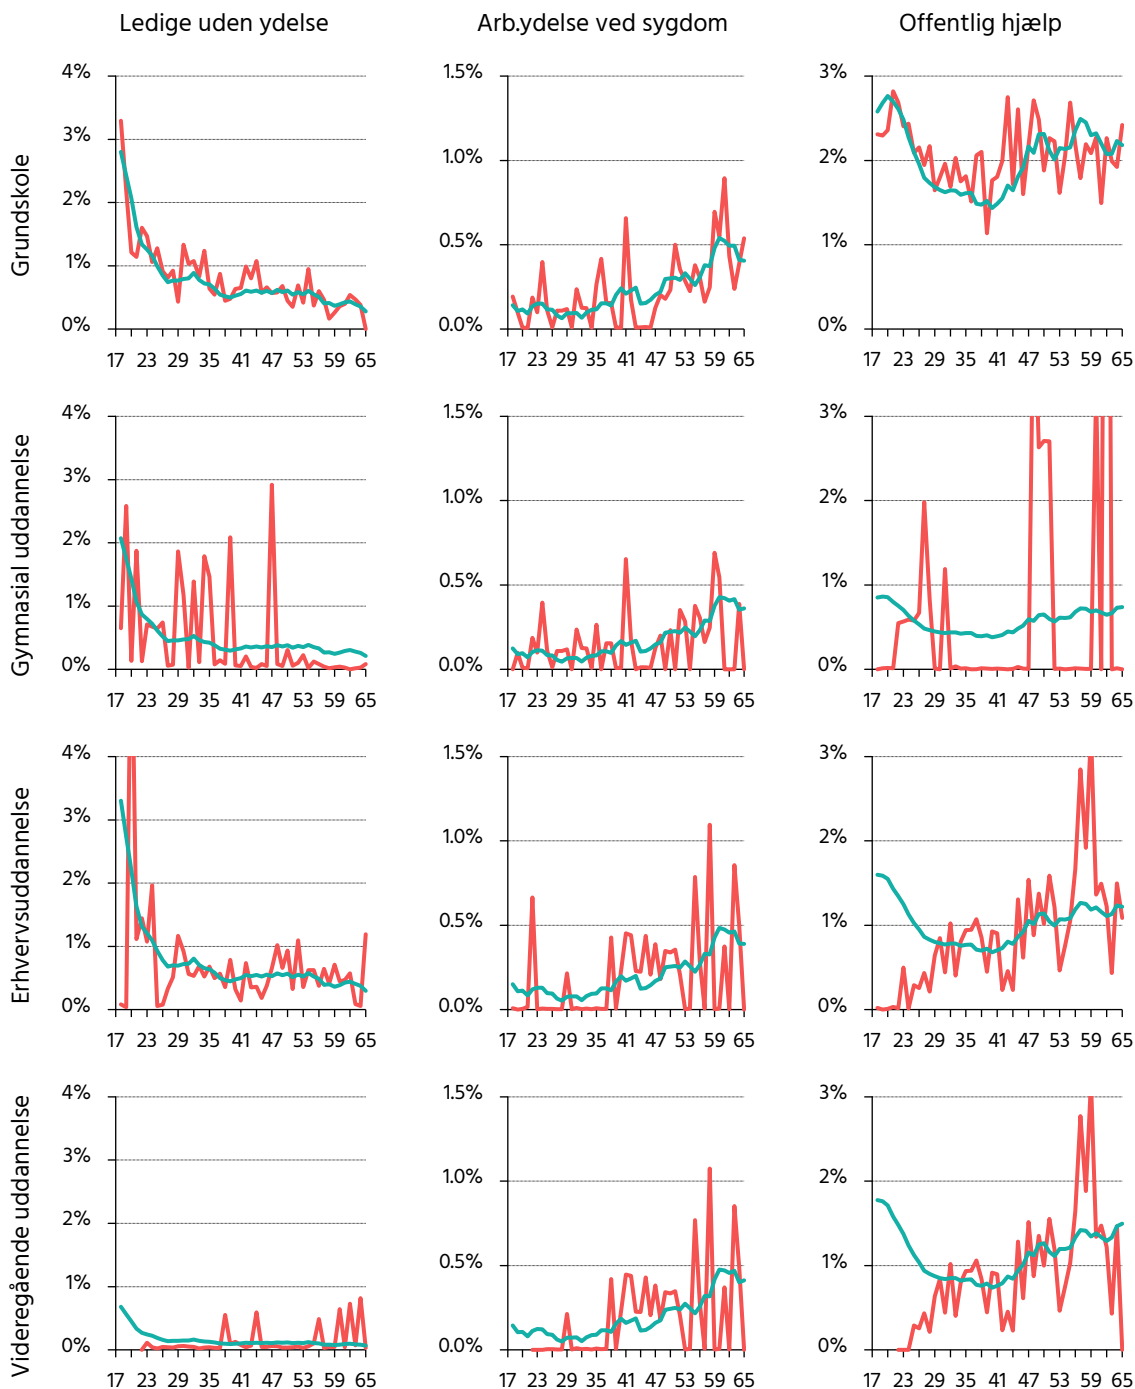 Ledige uden ydelse
Arb.ydelse ved sygdom
Offentlig hjælp
Grundskole
4%
3%
2%
1%
0%
17 23 29 35 41 47 53 59 65
1.5%
1.0%
0.5%
0.0%
17 23 29 35 41 47 53 59 65
3%
2%
1%
0%
17 23 29 35 41 47 53 59 65
Gymnasial uddannelse
4%
3%
2%
1%
0%
17 23 29 35 41 47 53 59 65
1.5%
1.0%
0.5%
0.0%
17 23 29 35 41 47 53 59 65
3%
2%
1%
0%
17 23 29 35 41 47 53 59 65
Erhvervsuddannelse
4%
3%
2%
1%
0%
17 23 29 35 41 47 53 59 65
1.5%
1.0%
0.5%
0.0%
17 23 29 35 41 47 53 59 65
3%
2%
1%
0%
17 23 29 35 41 47 53 59 65
Videregående uddannelse
4%
3%
2%
1%
0%
17 23 29 35 41 47 53 59 65
1.5%
1.0%
0.5%
0.0%
17 23 29 35 41 47 53 59 65
3%
2%
1%
0%
17 23 29 35 41 47 53 59 65